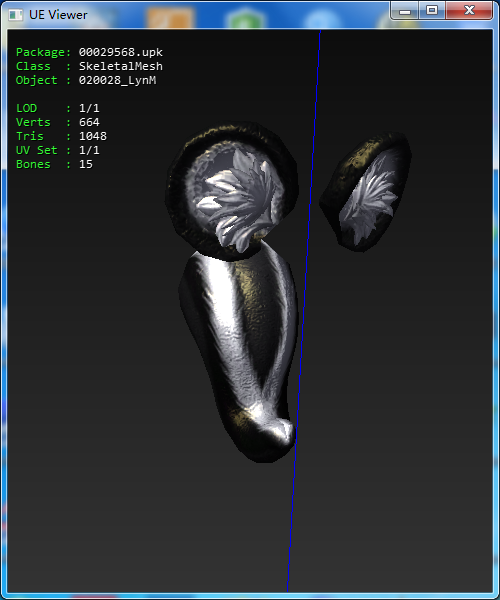 UE Viewer
Package: 00029568.upk
Class : SkeletalMesh
Object : 020028_LynM
LOD : 1/1
Verts : 664
Tris : 1048
UV Set : 1/1
Bones : 15